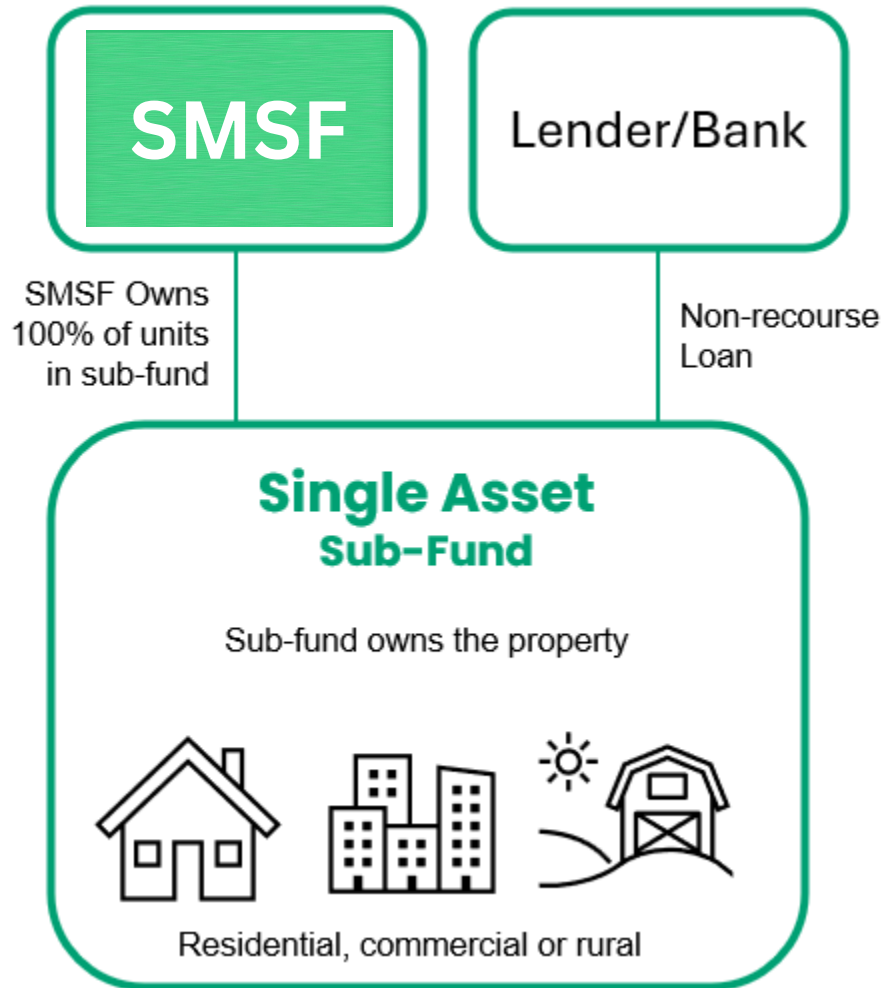 SMSF
Lender/Bank
SMSF Owns
100% of units
in sub-fund
Non-recourse
Loan
Single Asset
Sub-Fund
Sub-fund owns the property
Residential, commercial or rural